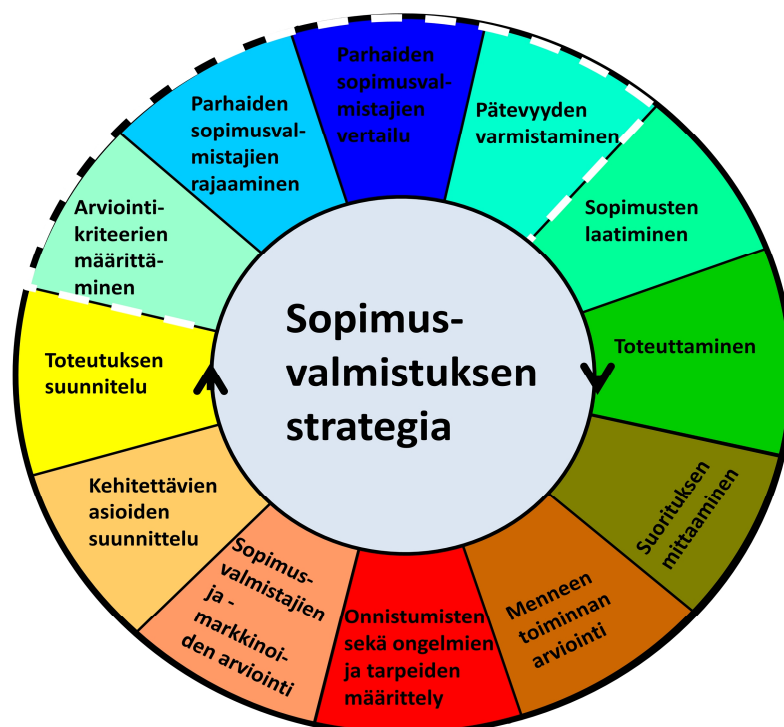 Sopimus-
valmistuksen
strategia
Parhaiden
sopimusval-
mistajien
vertailu
Pätevyyden
varmistaminen
Sopimusten
laatiminen
Toteuttaminen
Suorituksen
mittaaminen
Menneen
toiminnan
arviointi
Onnistumisten
sekä ongelmien
ja tarpeiden
määrittely
Sopimus-
valmistajien
ja -
markkinoi-
den arviointi
Kehitettävien
asioiden
suunnittelu
Toteutuksen
suunnitelu
Arviointi-
kriteerien
määrittä-
minen
Parhaiden
sopimusval-
mistajien
rajaaminen